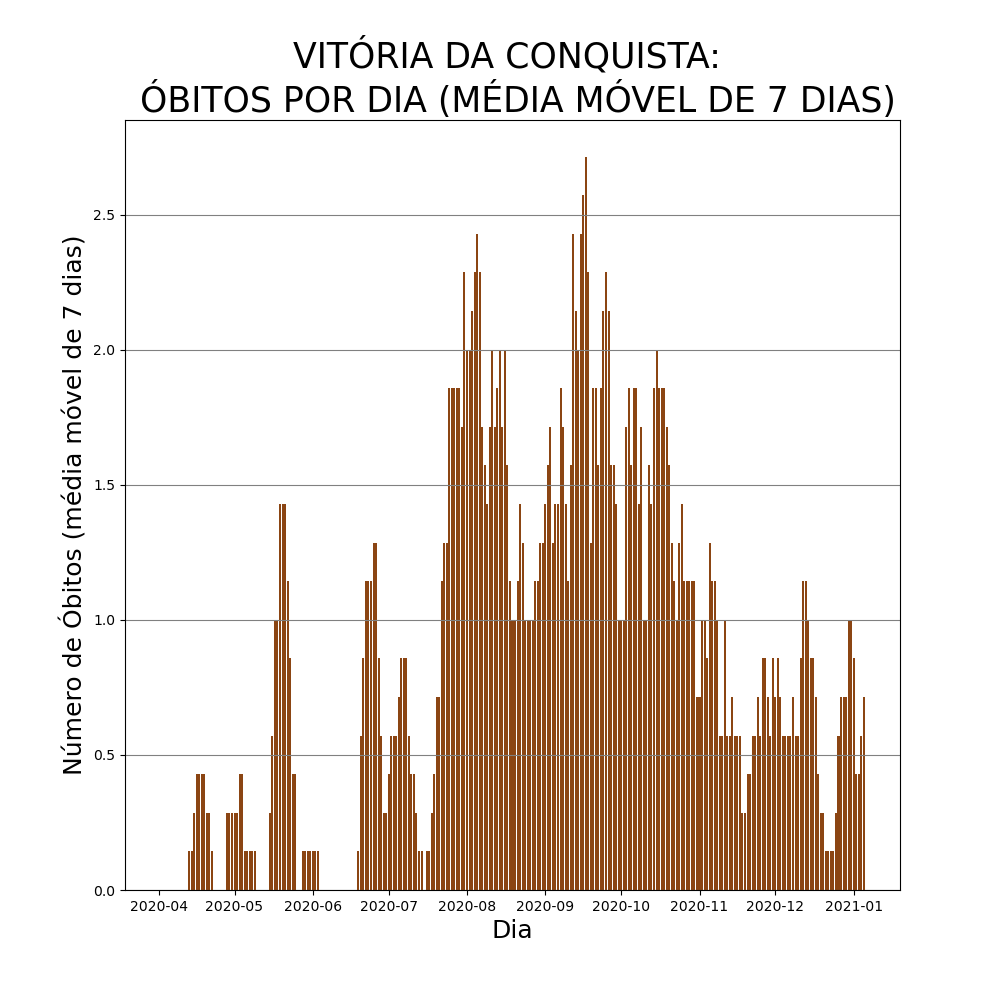 VITÓRIA DA CONQUISTA:
ÓBITOS POR DIA (MÉDIA MÓVEL DE 7 DIAS)
Número de Óbitos (média móvel de 7 dias)
2.5
2.0
1.5
1.0
0.5
0.0
2020-04 2020-05 2020-06 2020-07 2020-08 2020-09 2020-10 2020-11 2020-12 2021-01
Dia